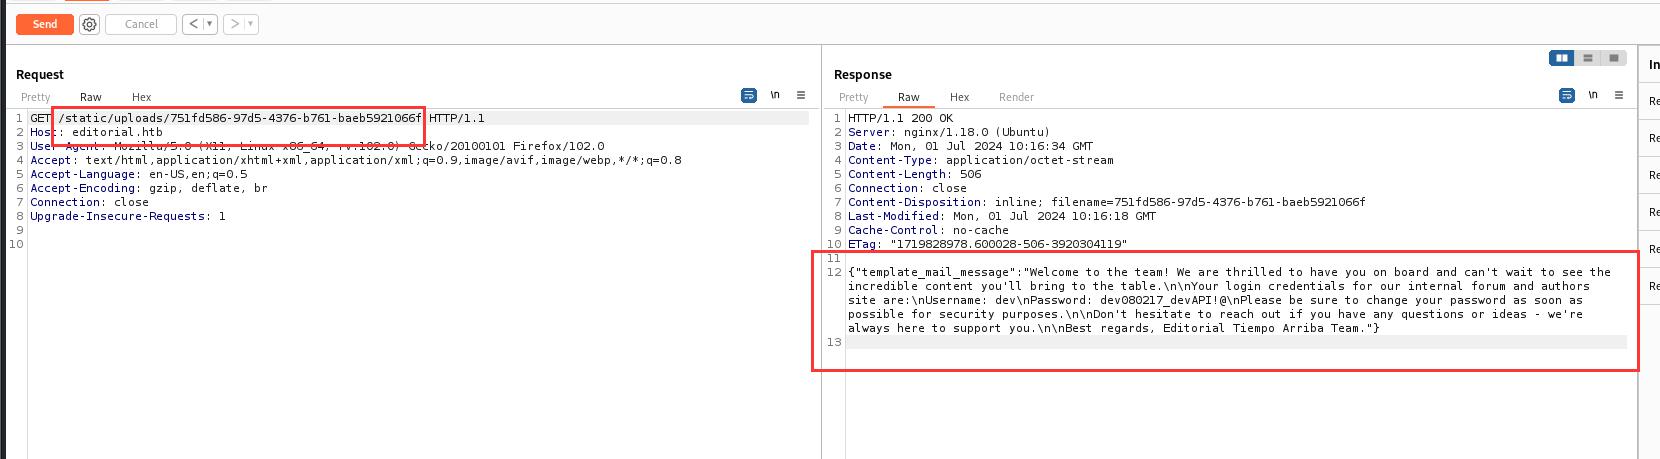 Send Cancel < ▼ > ▼
Request
Pretty Raw Hex \n
1 GET /static/uploads/751fd586-97d5-4376-b761-baeb5921066f HTTP/1.1
2 Host: editorial.htb
3 User-Agent: Mozilla/5.0 (X11; Linux x86_64; rv:102.0) Gecko/20100101 Firefox/102.0
4 Accept: text/html,application/xhtml+xml,application/xml;q=0.9,image/avif,image/webp,*/*;q=0.8
5 Accept-Language: en-US,en;q=0.5
6 Accept-Encoding: gzip, deflate, br
7 Connection: close
8 Upgrade-Insecure-Requests: 1
9
10
Response
Pretty Raw Hex Render \n
1 HTTP/1.1 200 OK
2 Server: nginx/1.18.0 (Ubuntu)
3 Date: Mon, 01 Jul 2024 10:16:34 GMT
4 Content-Type: application/octet-stream
5 Content-Length: 506
6 Connection: close
7 Content-Disposition: inline; filename=751fd586-97d5-4376-b761-baeb5921066f
8 Last-Modified: Mon, 01 Jul 2024 10:16:18 GMT
9 Cache-Control: no-cache
10 ETag: "1719828978.600028-506-3920304119"
11
12 {"template_mail_message":"Welcome to the team! We are thrilled to have you on board and can't wait to see the
incredible content you'll bring to the table.\n\nYour login credentials for our internal forum and authors
site are:\nUsername: dev\nPassword: dev080217_devAPI!@\nPlease be sure to change your password as soon as
possible for security purposes.\n\nDon't hesitate to reach out if you have any questions or ideas - we're
always here to support you.\n\nBest regards, Editorial Tiempo Arriba Team."}
13
In
Re
Re
Re
Re
Re
Re